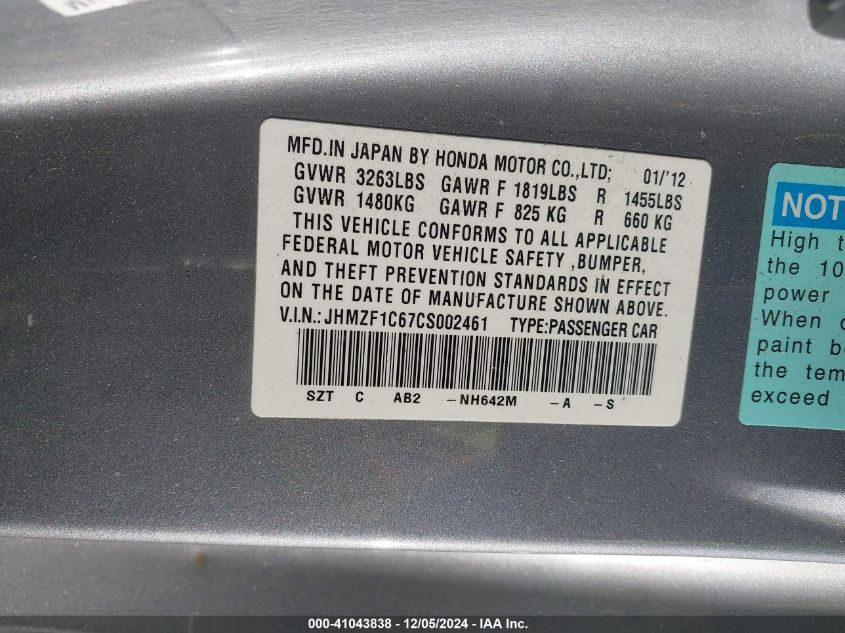 MFD.IN JAPAN BY HONDA MOTOR CO.,LTD; 01/'12
GVWR 3263LBS GAWR F 1819LBS R 1455LBS
GVWR 1480KG GAWR F 825 KG R 660 KG
THIS VEHICLE CONFORMS TO ALL APPLICABLE
FEDERAL MOTOR VEHICLE SAFETY ,BUMPER,
AND THEFT PREVENTION STANDARDS IN EFFECT
ON THE DATE OF MANUFACTURE SHOWN ABOVE.
V.I.N.: JHMZF1C67CS002461 TYPE:PASSENGER CAR
SZT C AB2 -NH642M -A -S
NOT
High t
the 10
power
When
paint b
the tem
exceed
000-41043838 - 12/05/2024 - IAA Inc.